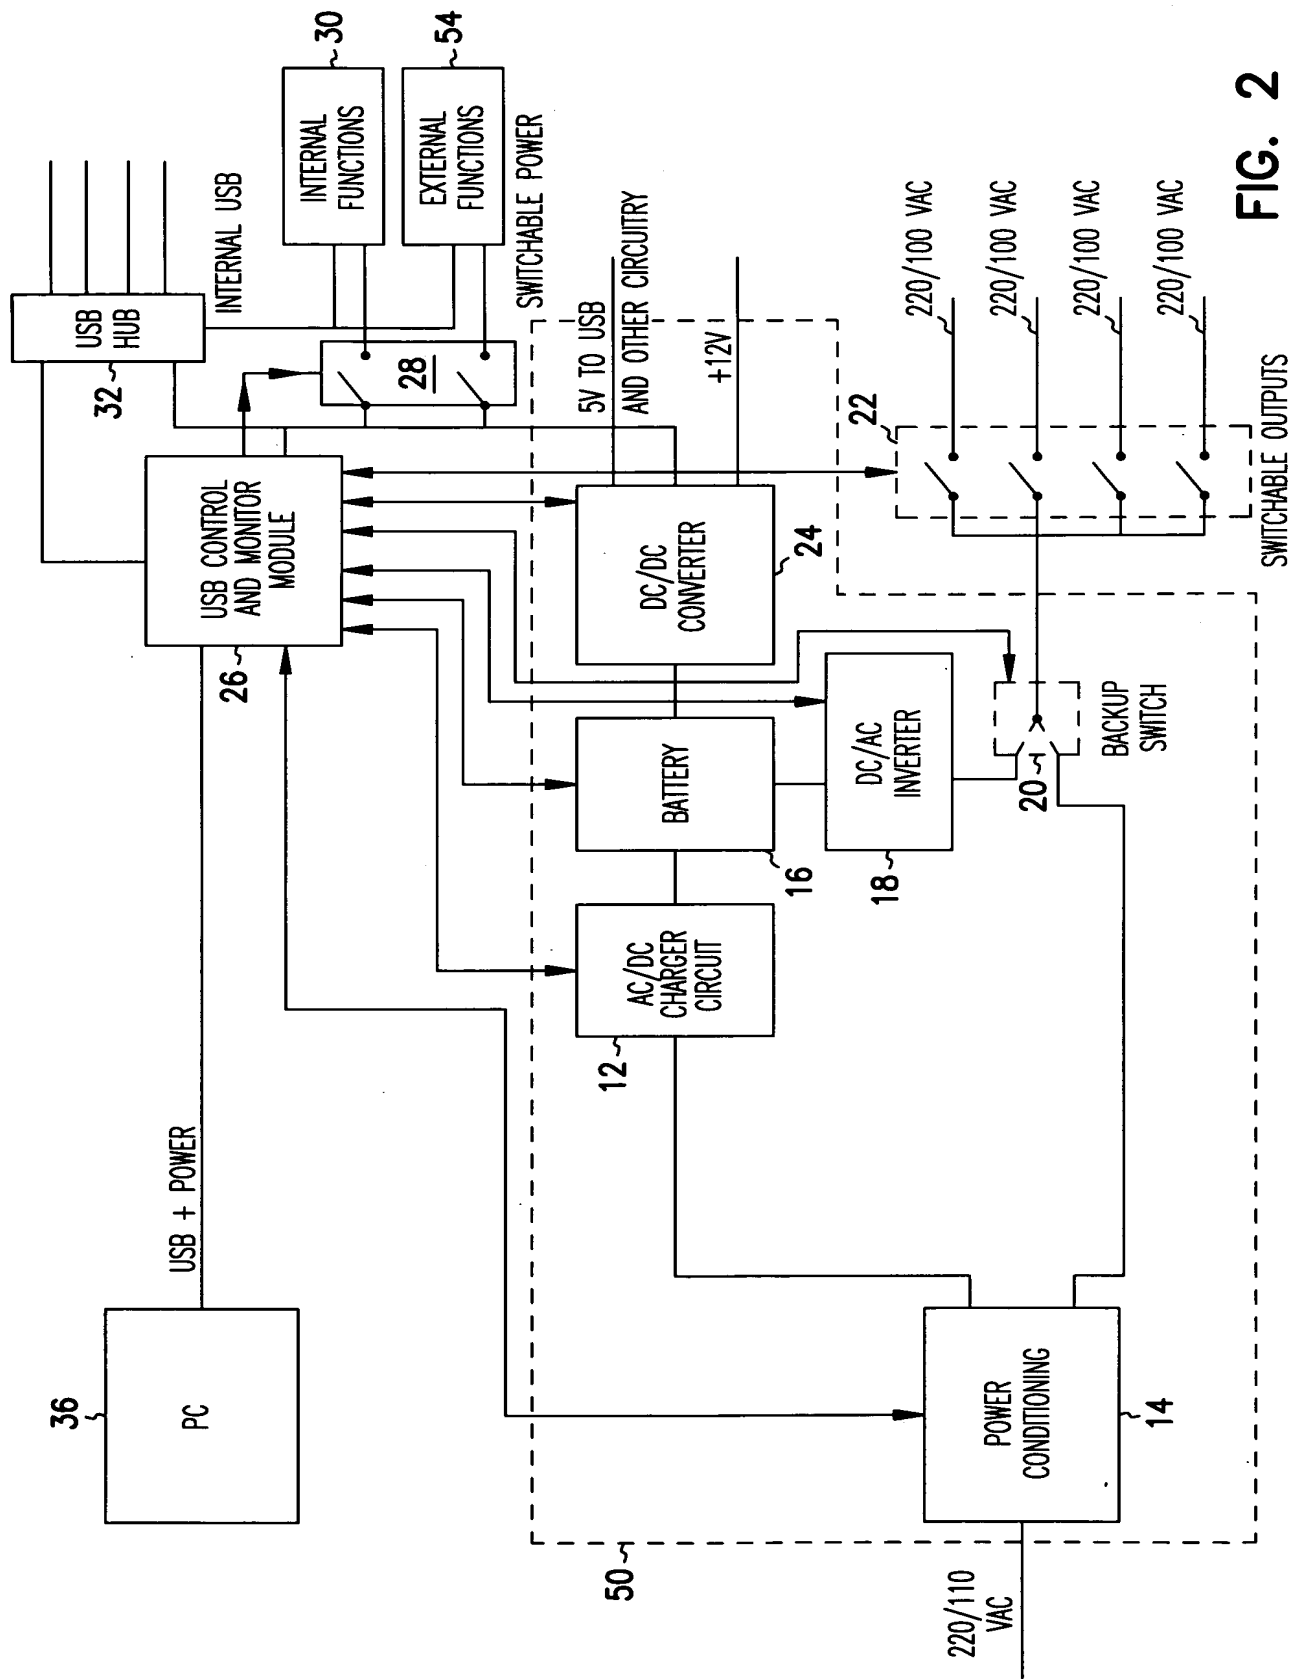 36
PC
USB + POWER
32
USB
HUB
INTERNAL USB
26
USB CONTROL
AND MONITOR
MODULE
28
INTERNAL
FUNCTIONS
30
EXTERNAL
FUNCTIONS
54
SWITCHABLE POWER
50
12
AC/DC
CHARGER
CIRCUIT
16
BATTERY
DC/DC
CONVERTER
24
5V TO USB
AND OTHER CIRCUITRY
+12V
18
DC/AC
INVERTER
20
BACKUP
SWITCH
22
220/100 VAC
220/100 VAC
220/100 VAC
220/100 VAC
SWITCHABLE OUTPUTS
220/110
VAC
POWER
CONDITIONING
14
FIG. 2